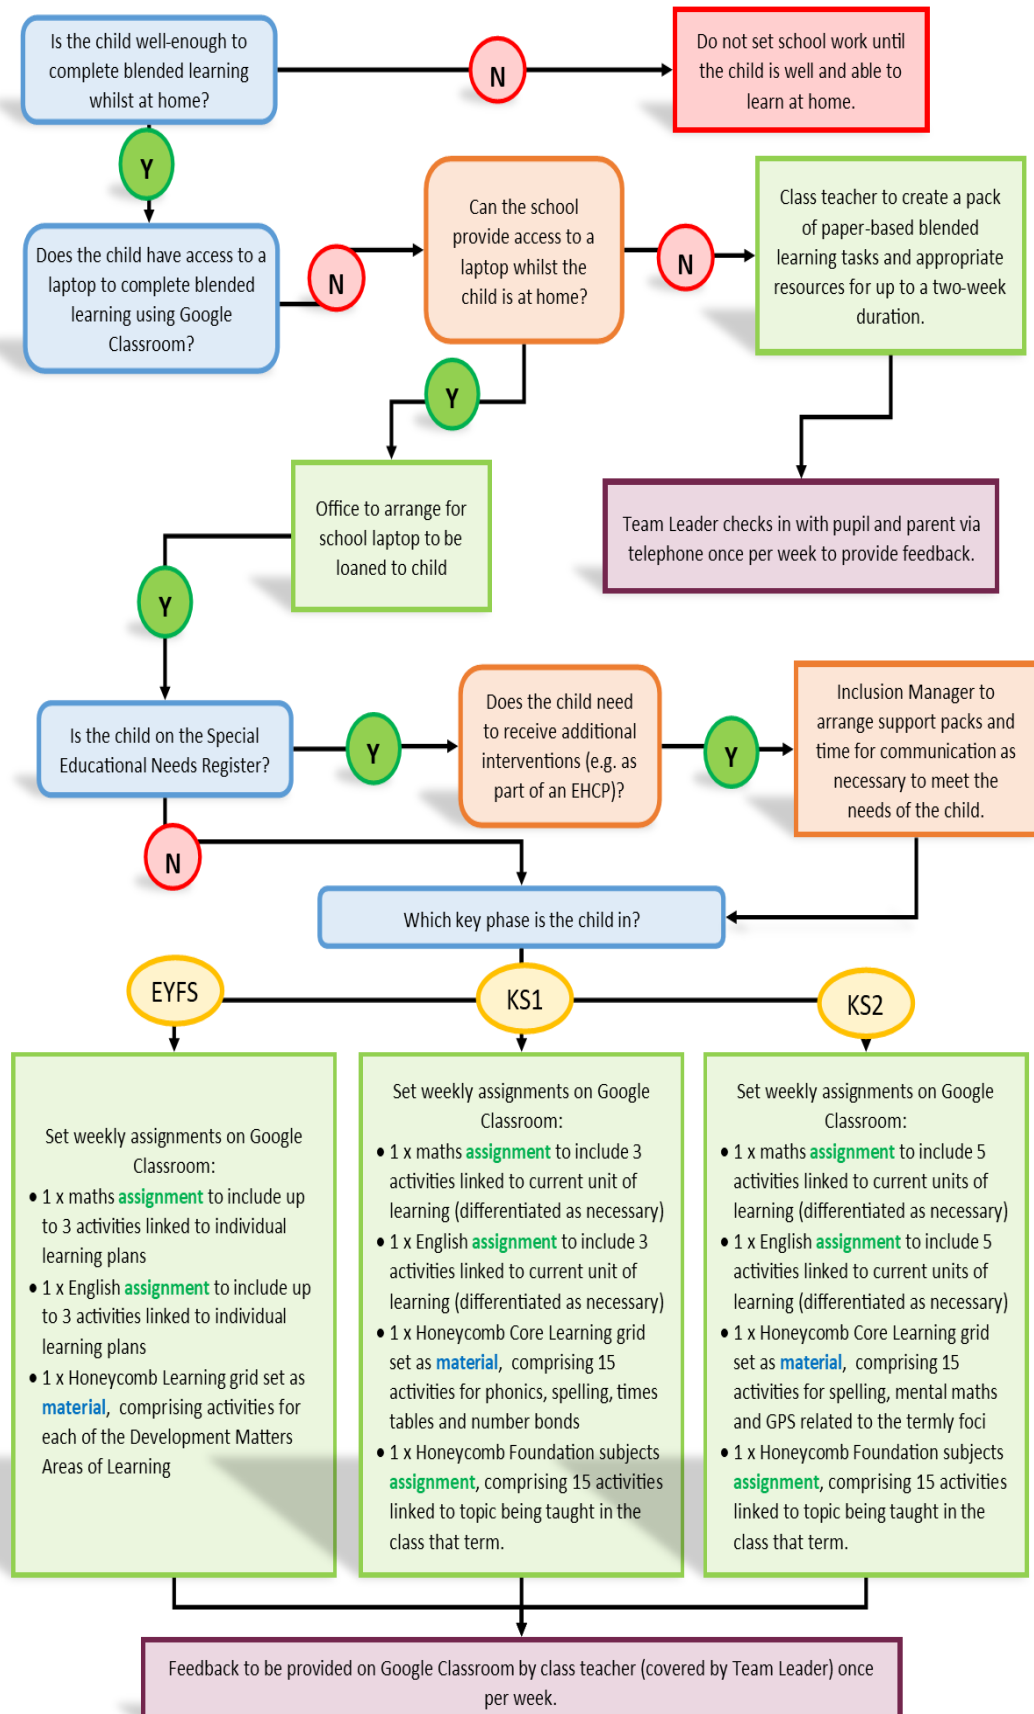 Is the child well-enough to
complete blended learning
whilst at home?
N
Do not set school work until
the child is well and able to
learn at home.
Y
Does the child have access to a
laptop to complete blended
learning using Google
Classroom?
N
Can the school
provide access to a
laptop whilst the
child is at home?
N
Class teacher to create a pack
of paper-based blended
learning tasks and appropriate
resources for up to a two-week
duration.
Y
Office to arrange for
school laptop to be
loaned to child
Team Leader checks in with pupil and parent via
telephone once per week to provide feedback.
Y
Is the child on the Special
Educational Needs Register?
Y
Does the child need
to receive additional
interventions (e.g. as
part of an EHCP)?
Y
Inclusion Manager to
arrange support packs and
time for communication as
necessary to meet the
needs of the child.
N
Which key phase is the child in?
EYFS
KS1
KS2
Set weekly assignments on Google
Classroom:
• 1 x maths assignment to include up
to 3 activities linked to individual
learning plans
• 1 x English assignment to include up
to 3 activities linked to individual
learning plans
• 1 x Honeycomb Learning grid set as
material, comprising activities for
each of the Development Matters
Areas of Learning
Set weekly assignments on Google
Classroom:
• 1 x maths assignment to include 3
activities linked to current unit of
learning (differentiated as necessary)
• 1 x English assignment to include 3
activities linked to current unit of
learning (differentiated as necessary)
• 1 x Honeycomb Core Learning grid
set as material, comprising 15
activities for phonics, spelling, times
tables and number bonds
• 1 x Honeycomb Foundation subjects
assignment, comprising 15 activities
linked to topic being taught in the
class that term.
Set weekly assignments on Google
Classroom:
• 1 x maths assignment to include 5
activities linked to current units of
learning (differentiated as necessary)
• 1 x English assignment to include 5
activities linked to current units of
learning (differentiated as necessary)
• 1 x Honeycomb Core Learning grid
set as material, comprising 15
activities for spelling, mental maths
and GPS related to the termly foci
• 1 x Honeycomb Foundation subjects
assignment, comprising 15 activities
linked to topic being taught in the
class that term.
Feedback to be provided on Google Classroom by class teacher (covered by Team Leader) once
per week.